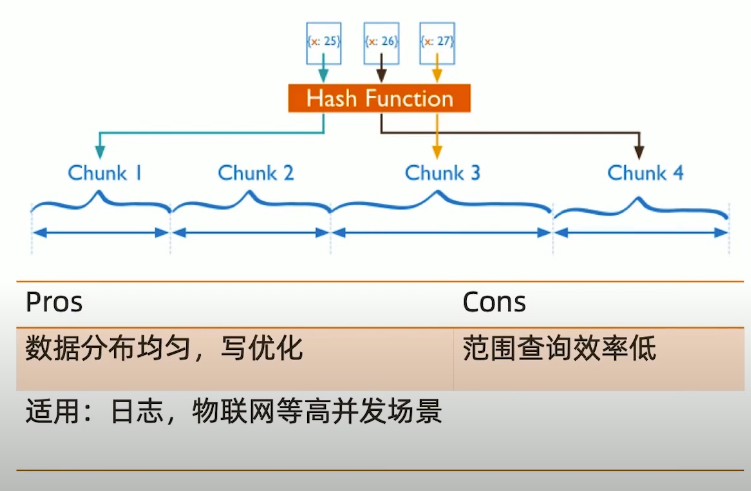 {x: 25} {x: 26} {x: 27}
Hash Function
Chunk 1 Chunk 2 Chunk 3 Chunk 4
Pros Cons
数据分布均匀，写优化 范围查询效率低
适用：日志，物联网等高并发场景